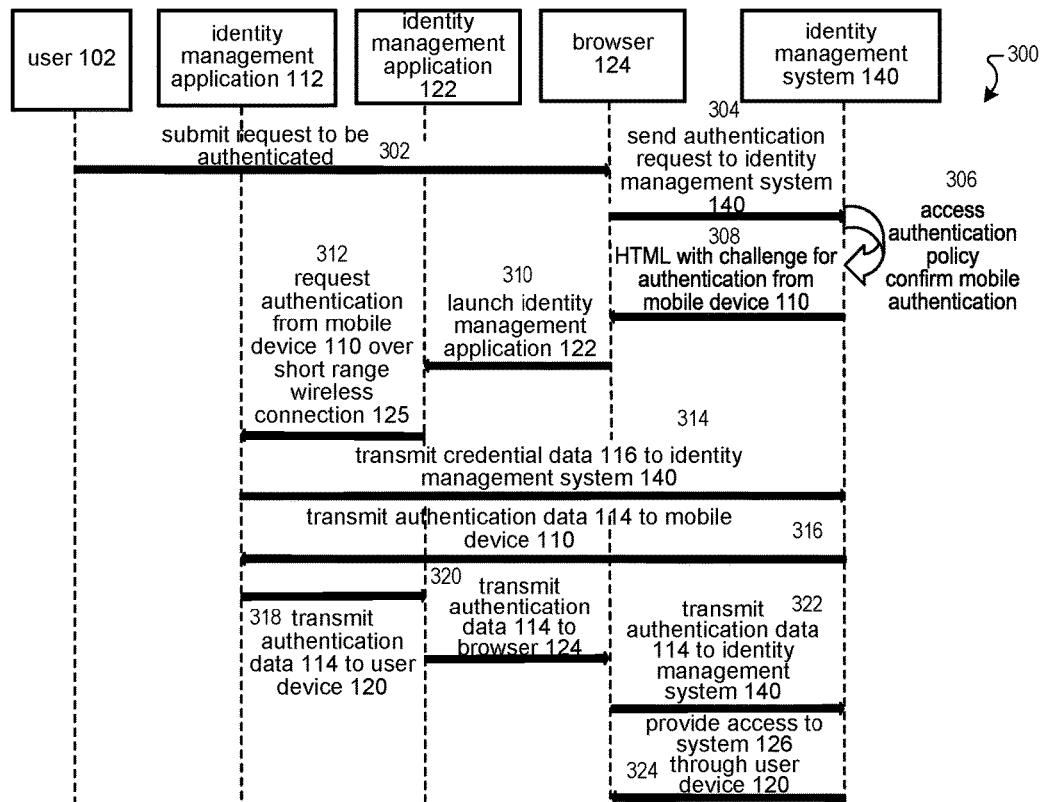 user 102
identity
management
application 112
identity
management
application
122
browser
124
identity
management
system 140
300
submit request to be
authenticated
302
304
send authentication
request to identity
management system
140
306
access
authentication
policy
confirm mobile
authentication
308
HTML with challenge for
authentication from
mobile device 110
310
launch identity
management
application 122
312
request
authentication
from mobile
device 110 over
short range
wireless
connection 125
314
transmit credential data 116 to identity
management system 140
transmit authentication data 114 to mobile
device 110
316
318 transmit
authentication
data 114 to user
device 120
320
transmit
authentication
data 114 to
browser 124
322
transmit
authentication data
114 to identity
management
system 140
provide access to
system 126
324 through user
device 120